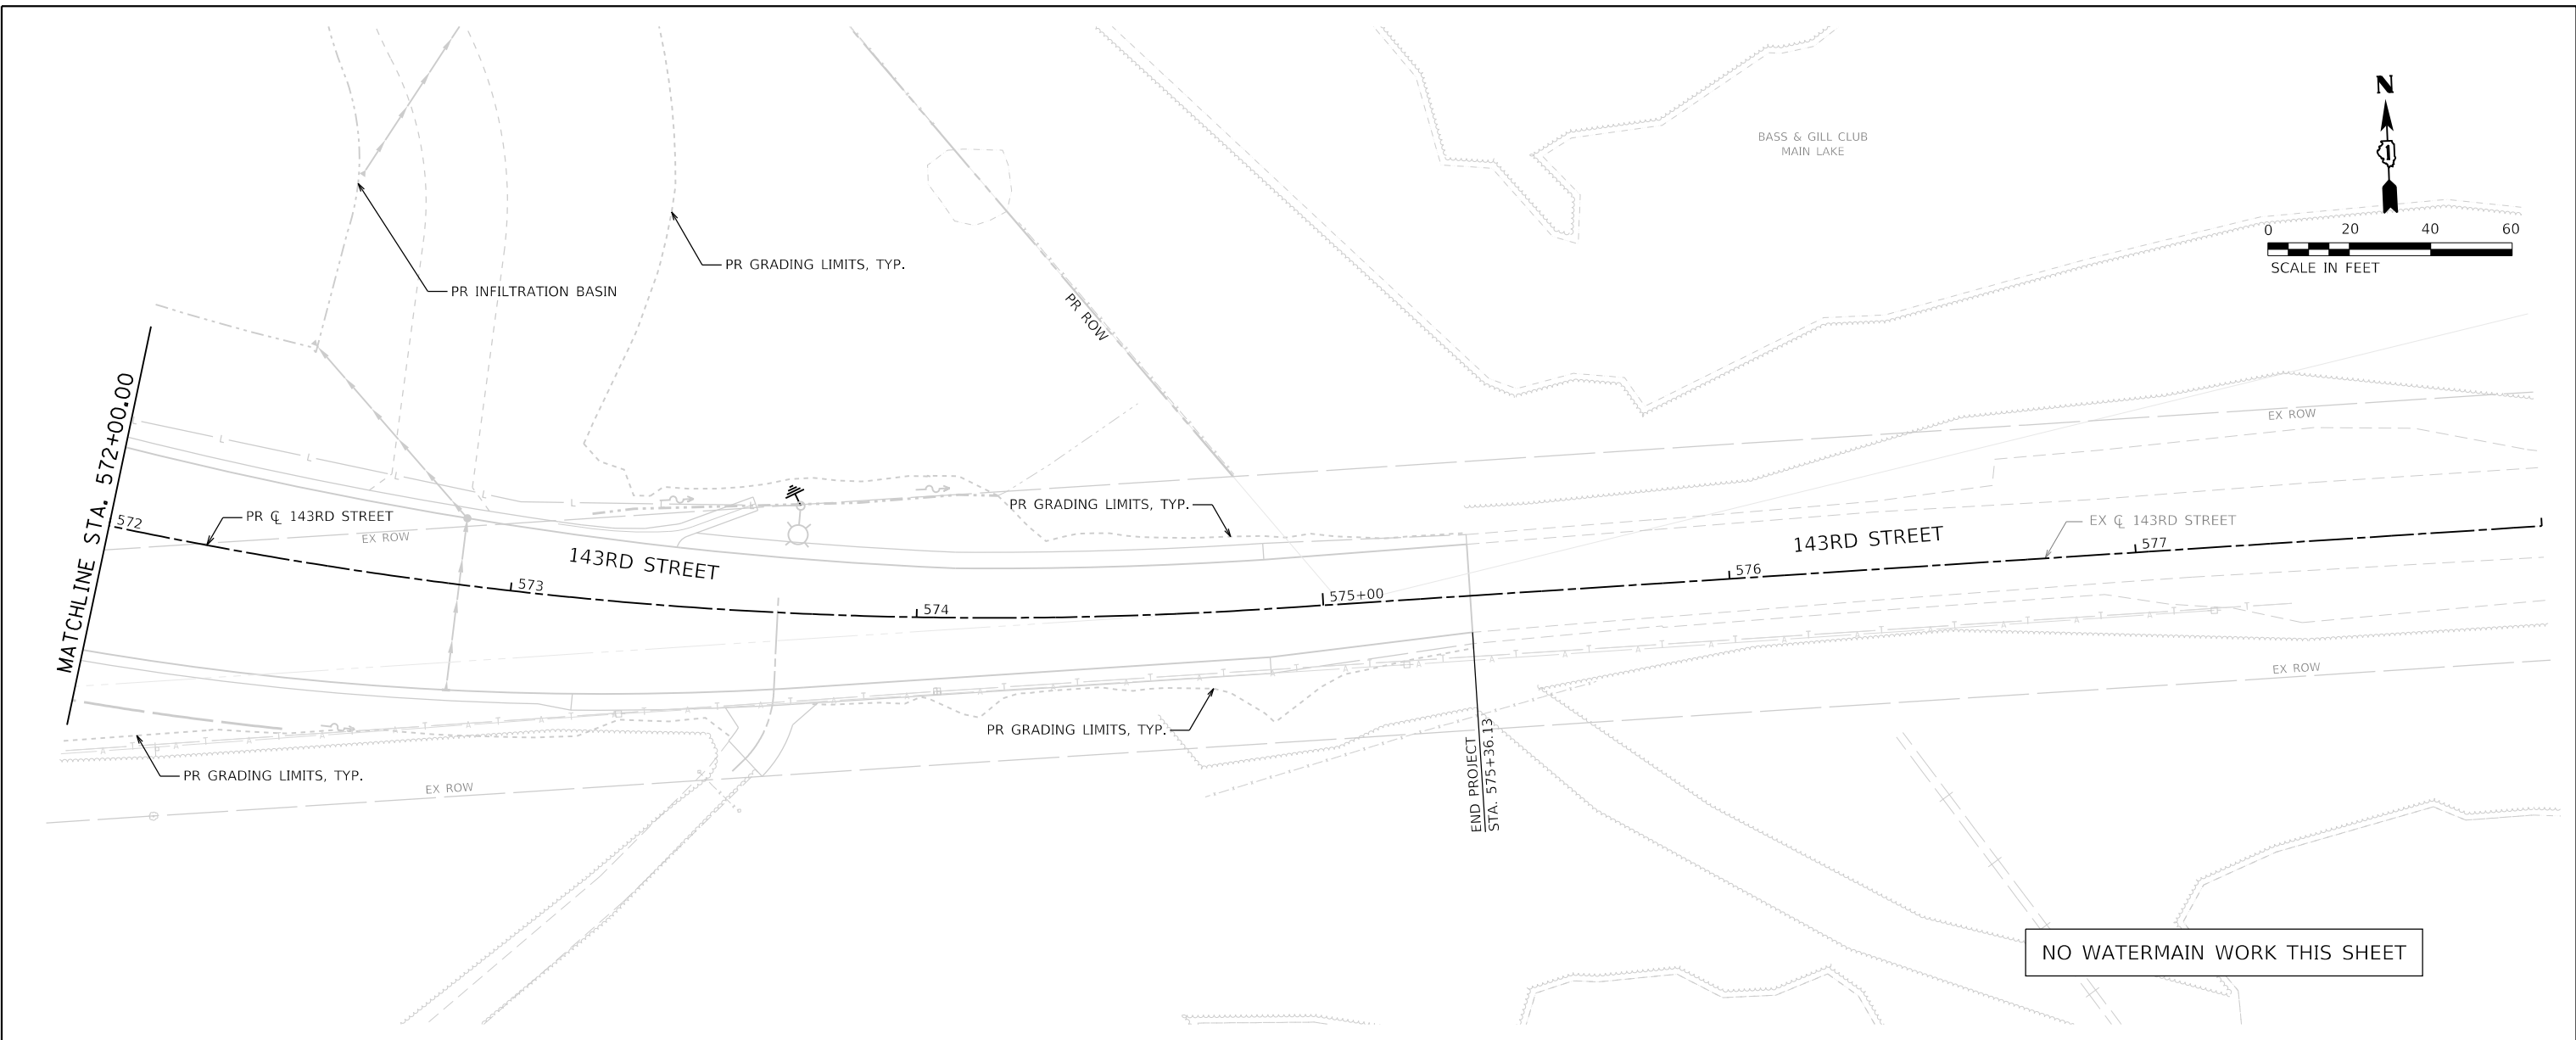 BASS & GILL CLUB
MAIN LAKE
N
0 20 40 60
SCALE IN FEET
PR GRADING LIMITS, TYP.
PR INFILTRATION BASIN
PR ROW
MATCHLINE STA. 572+00.00
EX ROW
PR GRADING LIMITS, TYP.
PR ℄ 143RD STREET
572
EX ROW
143RD STREET
573
574
575+00
576
577
143RD STREET
EX ℄ 143RD STREET
EX ROW
PR GRADING LIMITS, TYP.
PR GRADING LIMITS, TYP.
EX ROW
END PROJECT
STA. 575+36.13
NO WATERMAIN WORK THIS SHEET